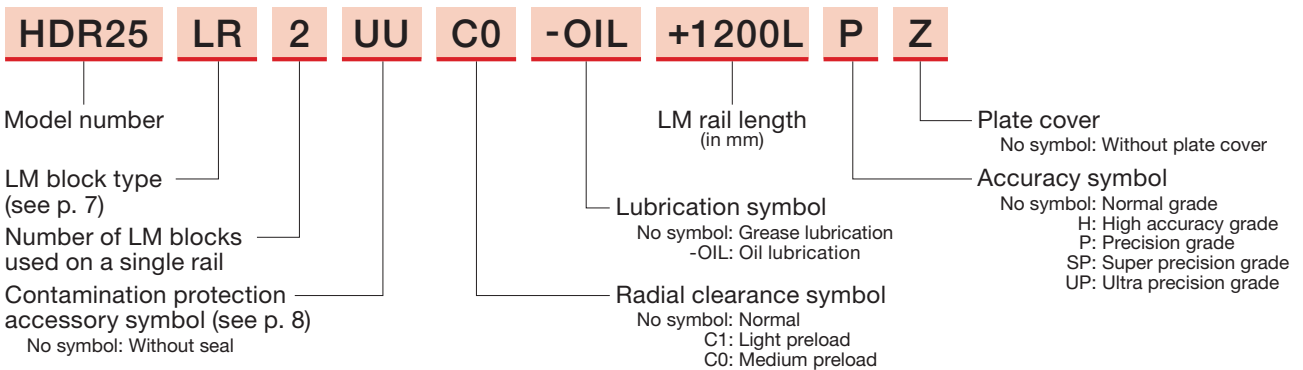 HDR25 LR 2 UU C0 -OIL +1200L P Z
Model number
LM block type
(see p. 7)
Number of LM blocks
used on a single rail
Contamination protection
accessory symbol (see p. 8)
No symbol: Without seal
LM rail length
(in mm)
Lubrication symbol
No symbol: Grease lubrication
-OIL: Oil lubrication
Radial clearance symbol
No symbol: Normal
C1: Light preload
C0: Medium preload
Plate cover
No symbol: Without plate cover
Accuracy symbol
No symbol: Normal grade
H: High accuracy grade
P: Precision grade
SP: Super precision grade
UP: Ultra precision grade